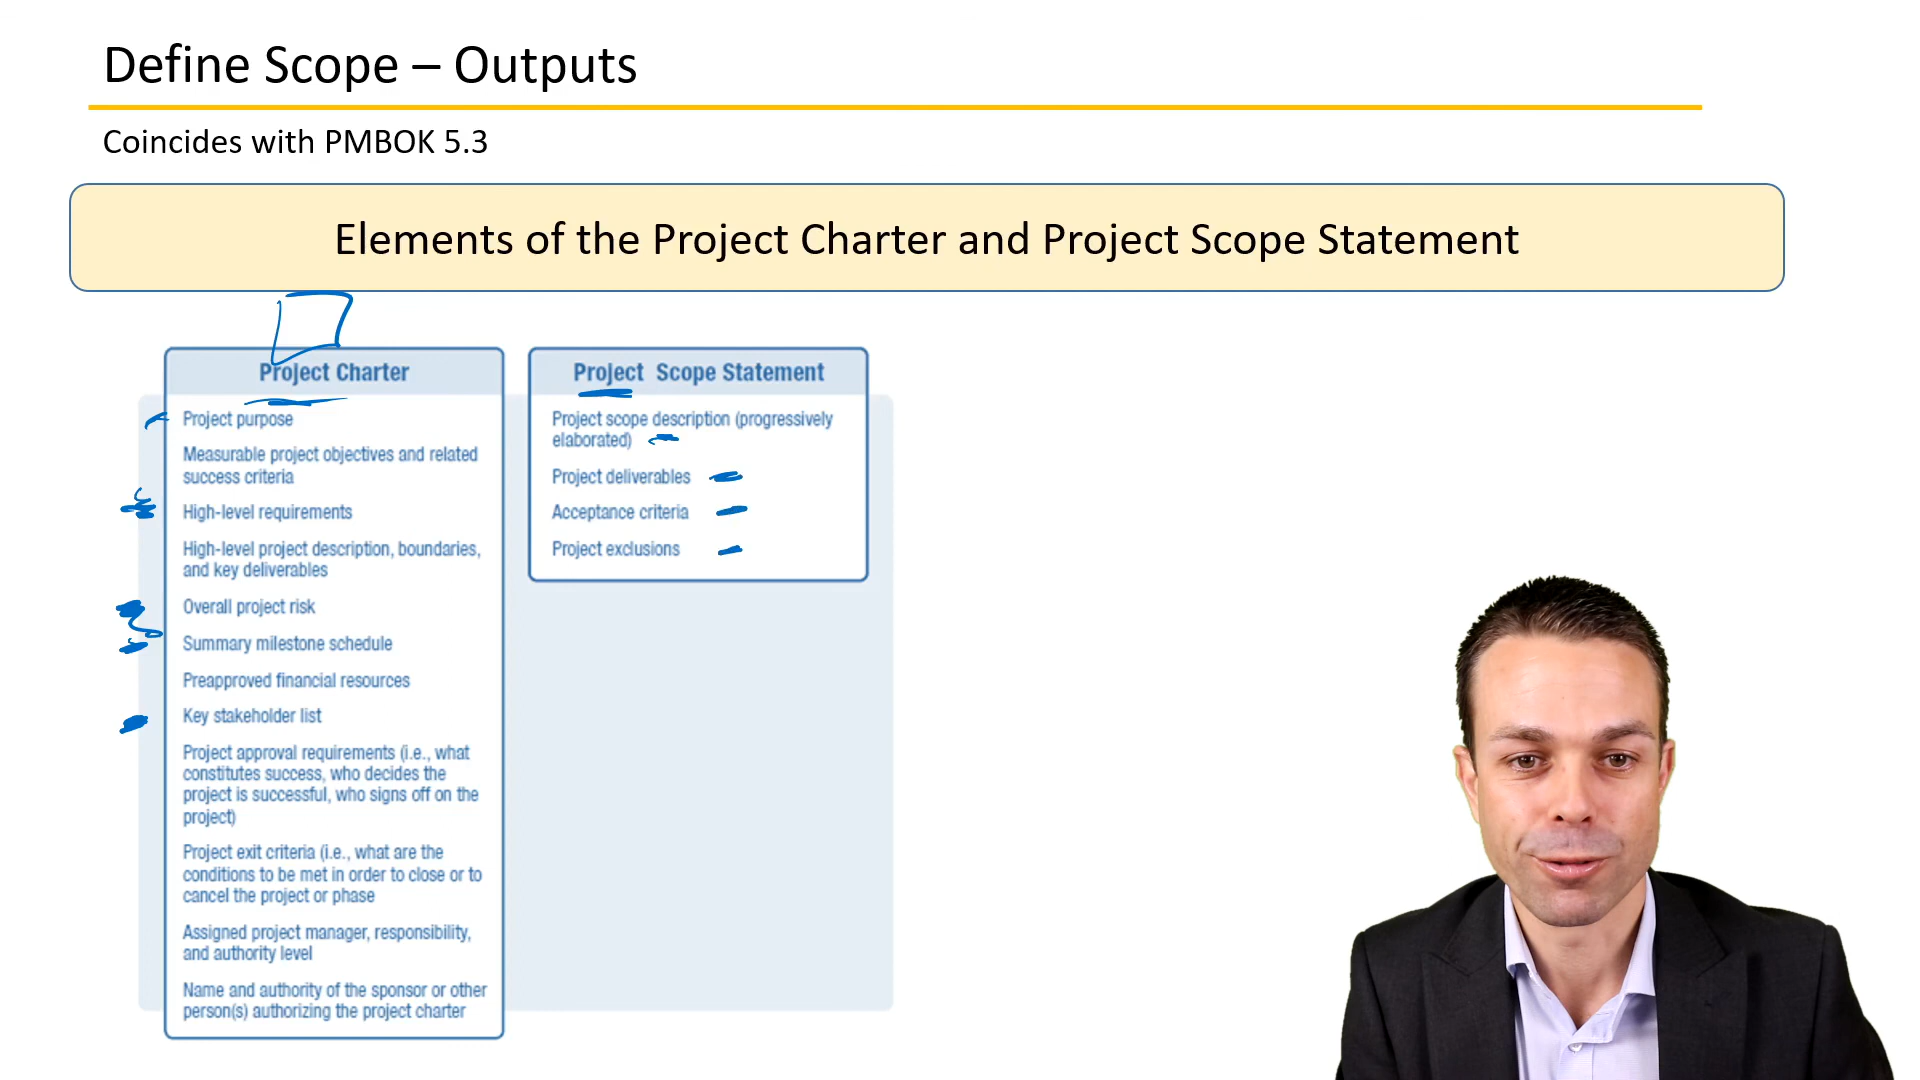 Define Scope – Outputs
Coincides with PMBOK 5.3
Elements of the Project Charter and Project Scope Statement
Project Charter
Project purpose
Measurable project objectives and related
success criteria
High-level requirements
High-level project description, boundaries,
and key deliverables
Overall project risk
Summary milestone schedule
Preapproved financial resources
Key stakeholder list
Project approval requirements (i.e., what
constitutes success, who decides the
project is successful, who signs off on the
project)
Project exit criteria (i.e., what are the
conditions to be met in order to close or to
cancel the project or phase
Assigned project manager, responsibility,
and authority level
Name and authority of the sponsor or other
person(s) authorizing the project charter
Project Scope Statement
Project scope description (progressively
elaborated)
Project deliverables
Acceptance criteria
Project exclusions